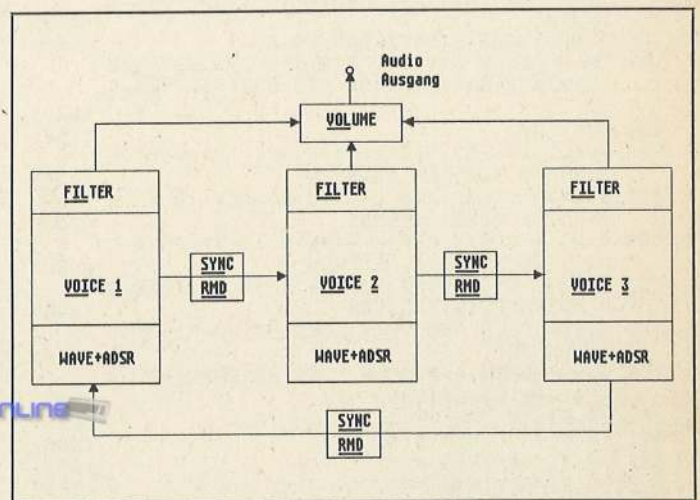 Audio
Ausgang
VOLUME
FILTER
FILTER
FILTER
SYNC
RMD
SYNC
RMD
VOICE 1
VOICE 2
VOICE 3
WAVE+ADSR
WAVE+ADSR
WAVE+ADSR
SYNC
RMD